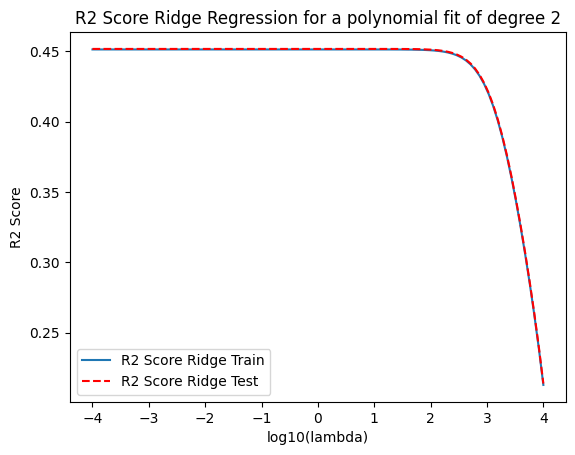 R2 Score Ridge Regression for a polynomial fit of degree 2
R2 Score
0.45
0.40
0.35
0.30
0.25
R2 Score Ridge Train
R2 Score Ridge Test
−4 −3 −2 −1 0 1 2 3 4
log10(lambda)